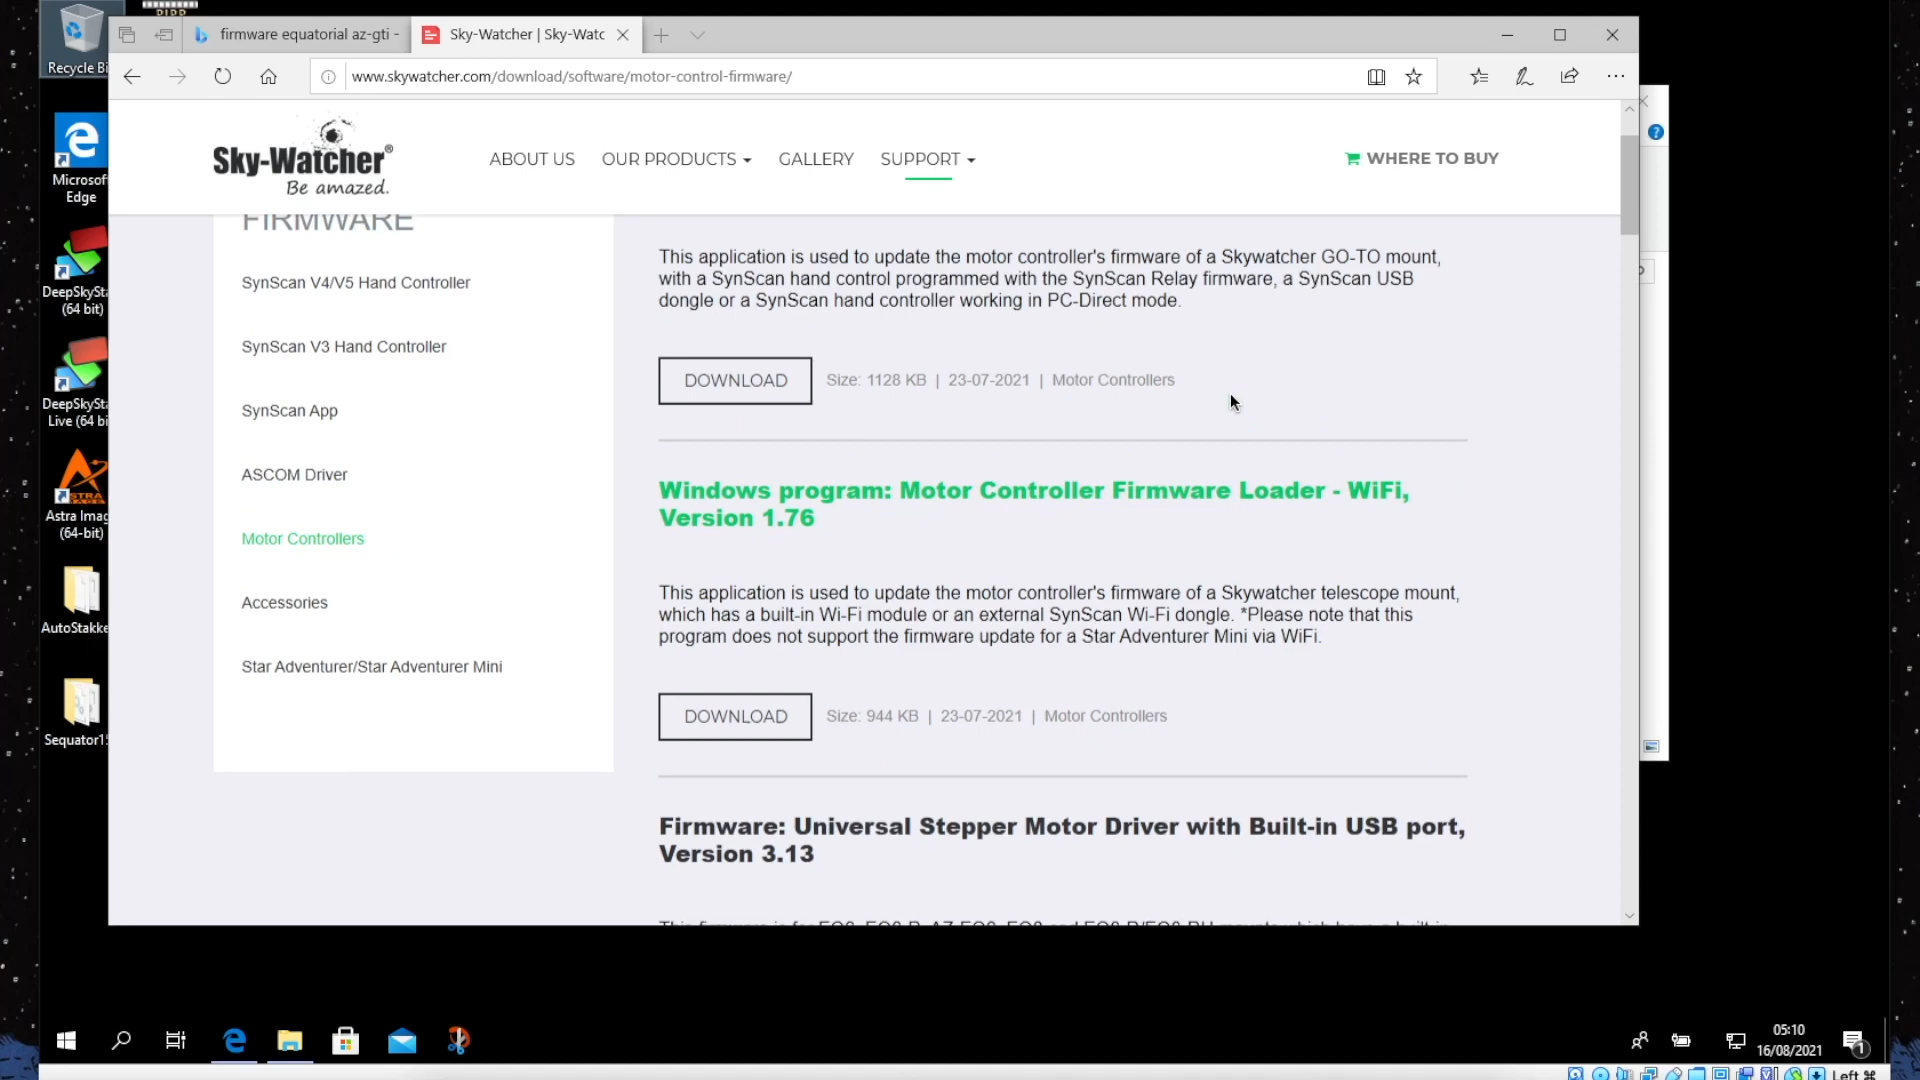 DIPP
Recycle Bi
firmware equatorial az-gti -
Sky-Watcher | Sky-Watc
www.skywatcher.com/download/software/motor-control-firmware/
Sky-Watcher®
Be amazed.
ABOUT US
OUR PRODUCTS
GALLERY
SUPPORT
WHERE TO BUY
Microsof
Edge
DeepSkySta
(64 bit)
DeepSkySta
Live (64 bi
ASTRA
IMAGE
Astra Imag
(64-bit)
AutoStakke
Sequator15
FIRMWARE
SynScan V4/V5 Hand Controller
SynScan V3 Hand Controller
SynScan App
ASCOM Driver
Motor Controllers
Accessories
Star Adventurer/Star Adventurer Mini
This application is used to update the motor controller's firmware of a Skywatcher GO-TO mount,
with a SynScan hand control programmed with the SynScan Relay firmware, a SynScan USB
dongle or a SynScan hand controller working in PC-Direct mode.
DOWNLOAD
Size: 1128 KB | 23-07-2021 | Motor Controllers
Windows program: Motor Controller Firmware Loader - WiFi,
Version 1.76
This application is used to update the motor controller's firmware of a Skywatcher telescope mount,
which has a built-in Wi-Fi module or an external SynScan Wi-Fi dongle. *Please note that this
program does not support the firmware update for a Star Adventurer Mini via WiFi.
DOWNLOAD
Size: 944 KB | 23-07-2021 | Motor Controllers
Firmware: Universal Stepper Motor Driver with Built-in USB port,
Version 3.13
05:10
16/08/2021
1
Left ⌘